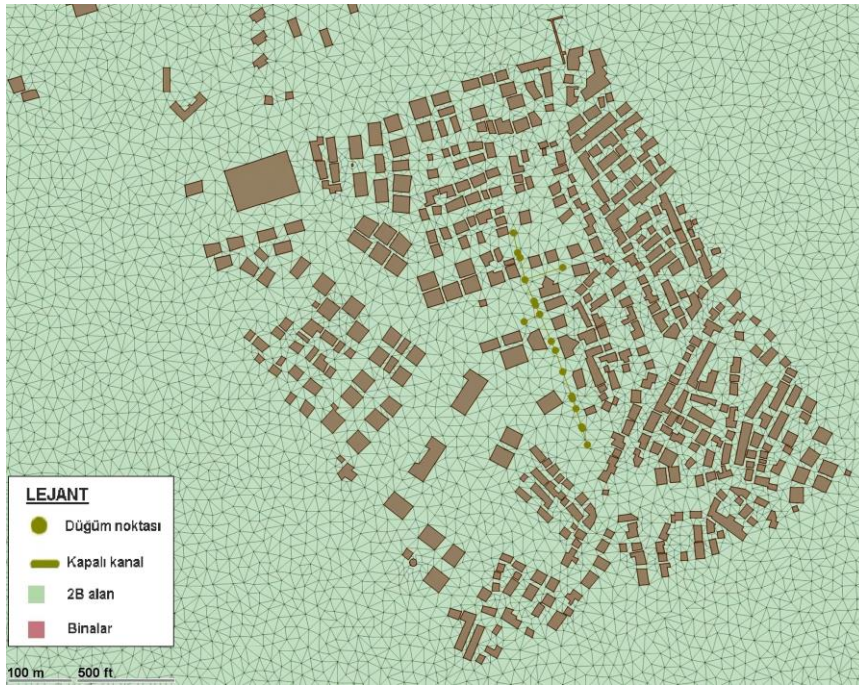 LEJANT
Düğüm noktası
Kapalı kanal
2B alan
Binalar
100 m 500 ft